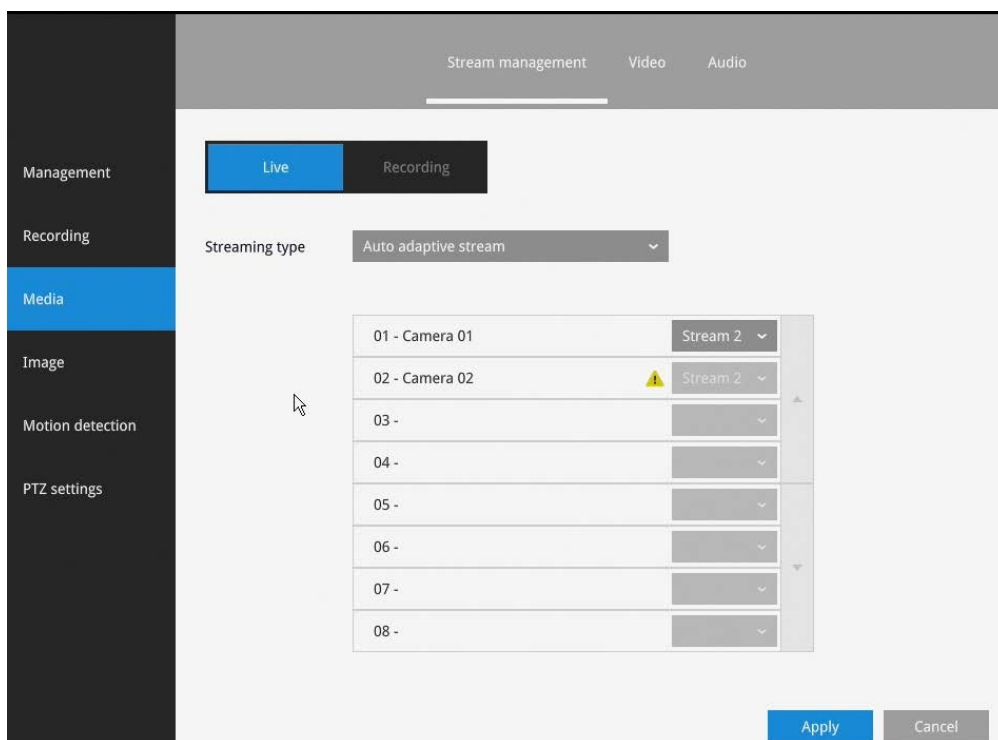 Stream management Video Audio
Management
Recording
Media
Image
Motion detection
PTZ settings
Live Recording
Streaming type Auto adaptive stream
01 - Camera 01 Stream 2
02 - Camera 02 Stream 2
03 -
04 -
05 -
06 -
07 -
08 -
Apply Cancel